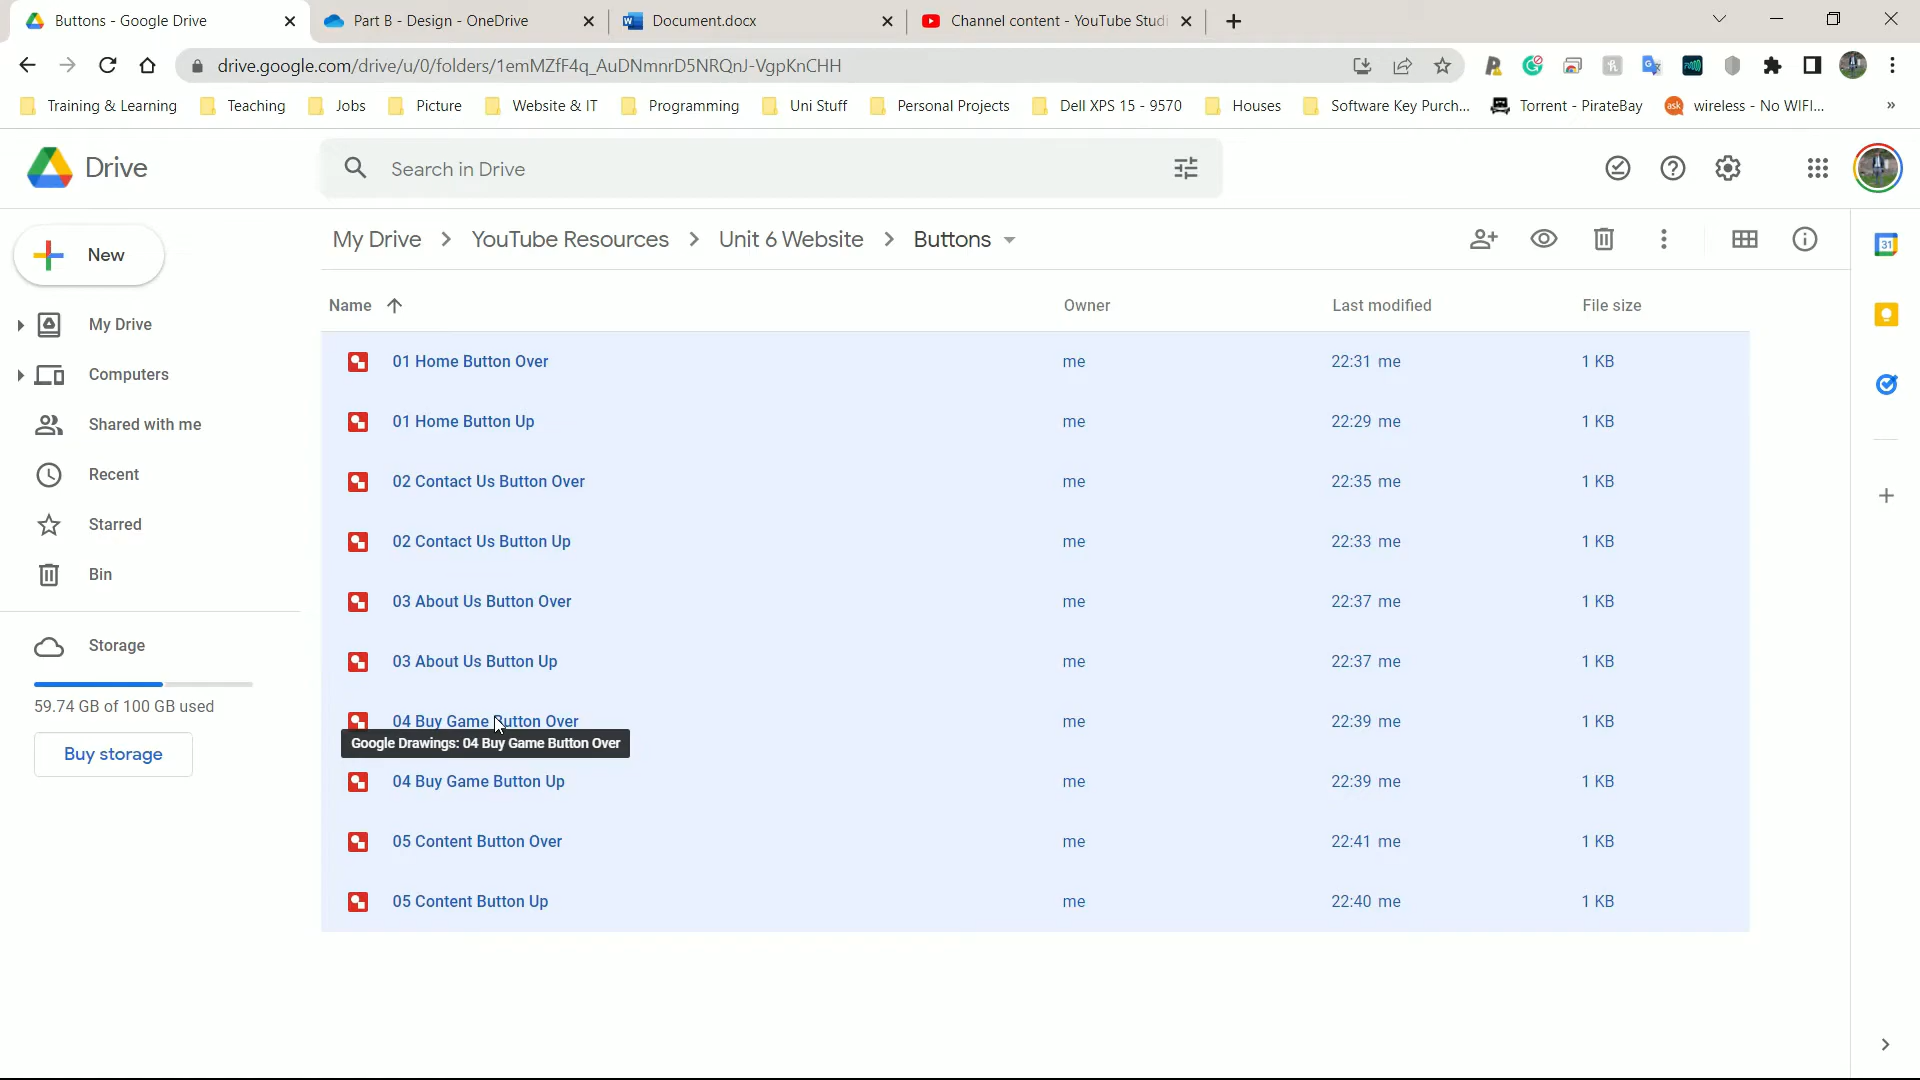 Buttons - Google Drive
Part B - Design - OneDrive
Document.docx
Channel content - YouTube Studi
drive.google.com/drive/u/0/folders/1emMZfF4q_AuDNmnrD5NRQnJ-VgpKnCHH
Training & Learning
Teaching
Jobs
Picture
Website & IT
Programming
Uni Stuff
Personal Projects
Dell XPS 15 - 9570
Houses
Software Key Purch...
Torrent - PirateBay
ask
wireless - No WIFI...
»
Drive
Search in Drive
New
My Drive > YouTube Resources > Unit 6 Website > Buttons
31
Name
Owner
Last modified
File size
My Drive
Computers
Shared with me
Recent
Starred
Bin
Storage
59.74 GB of 100 GB used
Buy storage
01 Home Button Over me 22:31 me 1 KB
01 Home Button Up me 22:29 me 1 KB
02 Contact Us Button Over me 22:35 me 1 KB
02 Contact Us Button Up me 22:33 me 1 KB
03 About Us Button Over me 22:37 me 1 KB
03 About Us Button Up me 22:37 me 1 KB
04 Buy Game Button Over me 22:39 me 1 KB
Google Drawings: 04 Buy Game Button Over
04 Buy Game Button Up me 22:39 me 1 KB
05 Content Button Over me 22:41 me 1 KB
05 Content Button Up me 22:40 me 1 KB